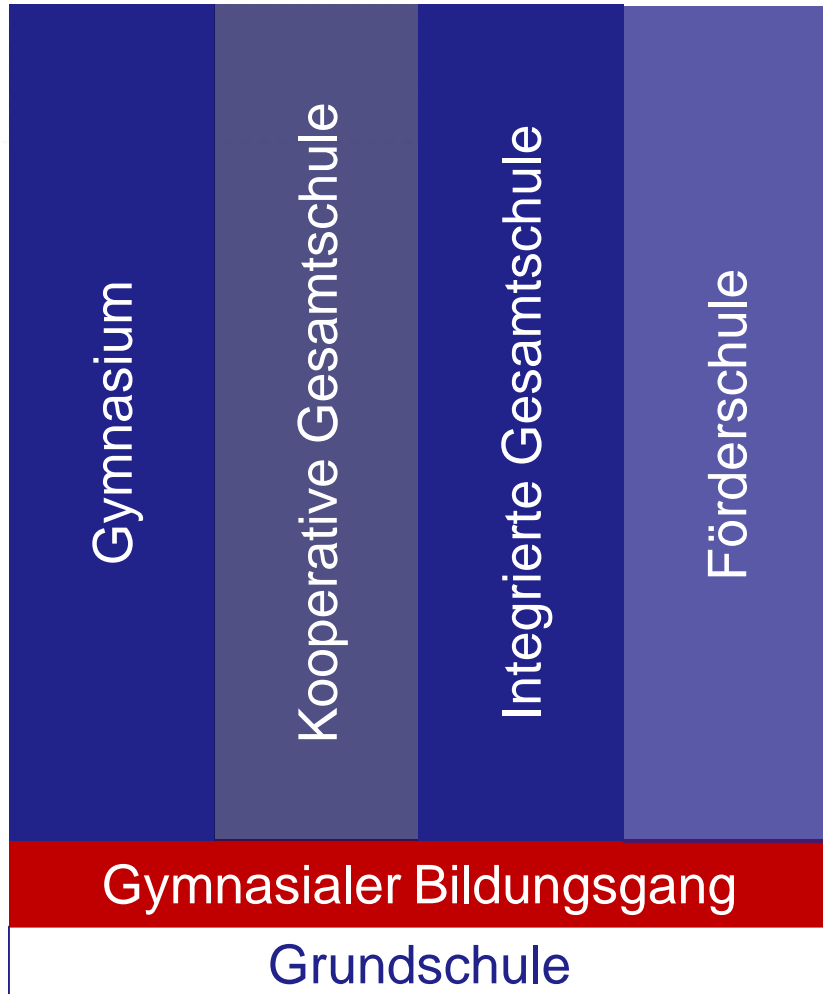 Gymnasium
Kooperative Gesamtschule
Integrierte Gesamtschule
Förderschule
Gymnasialer Bildungsgang
Grundschule